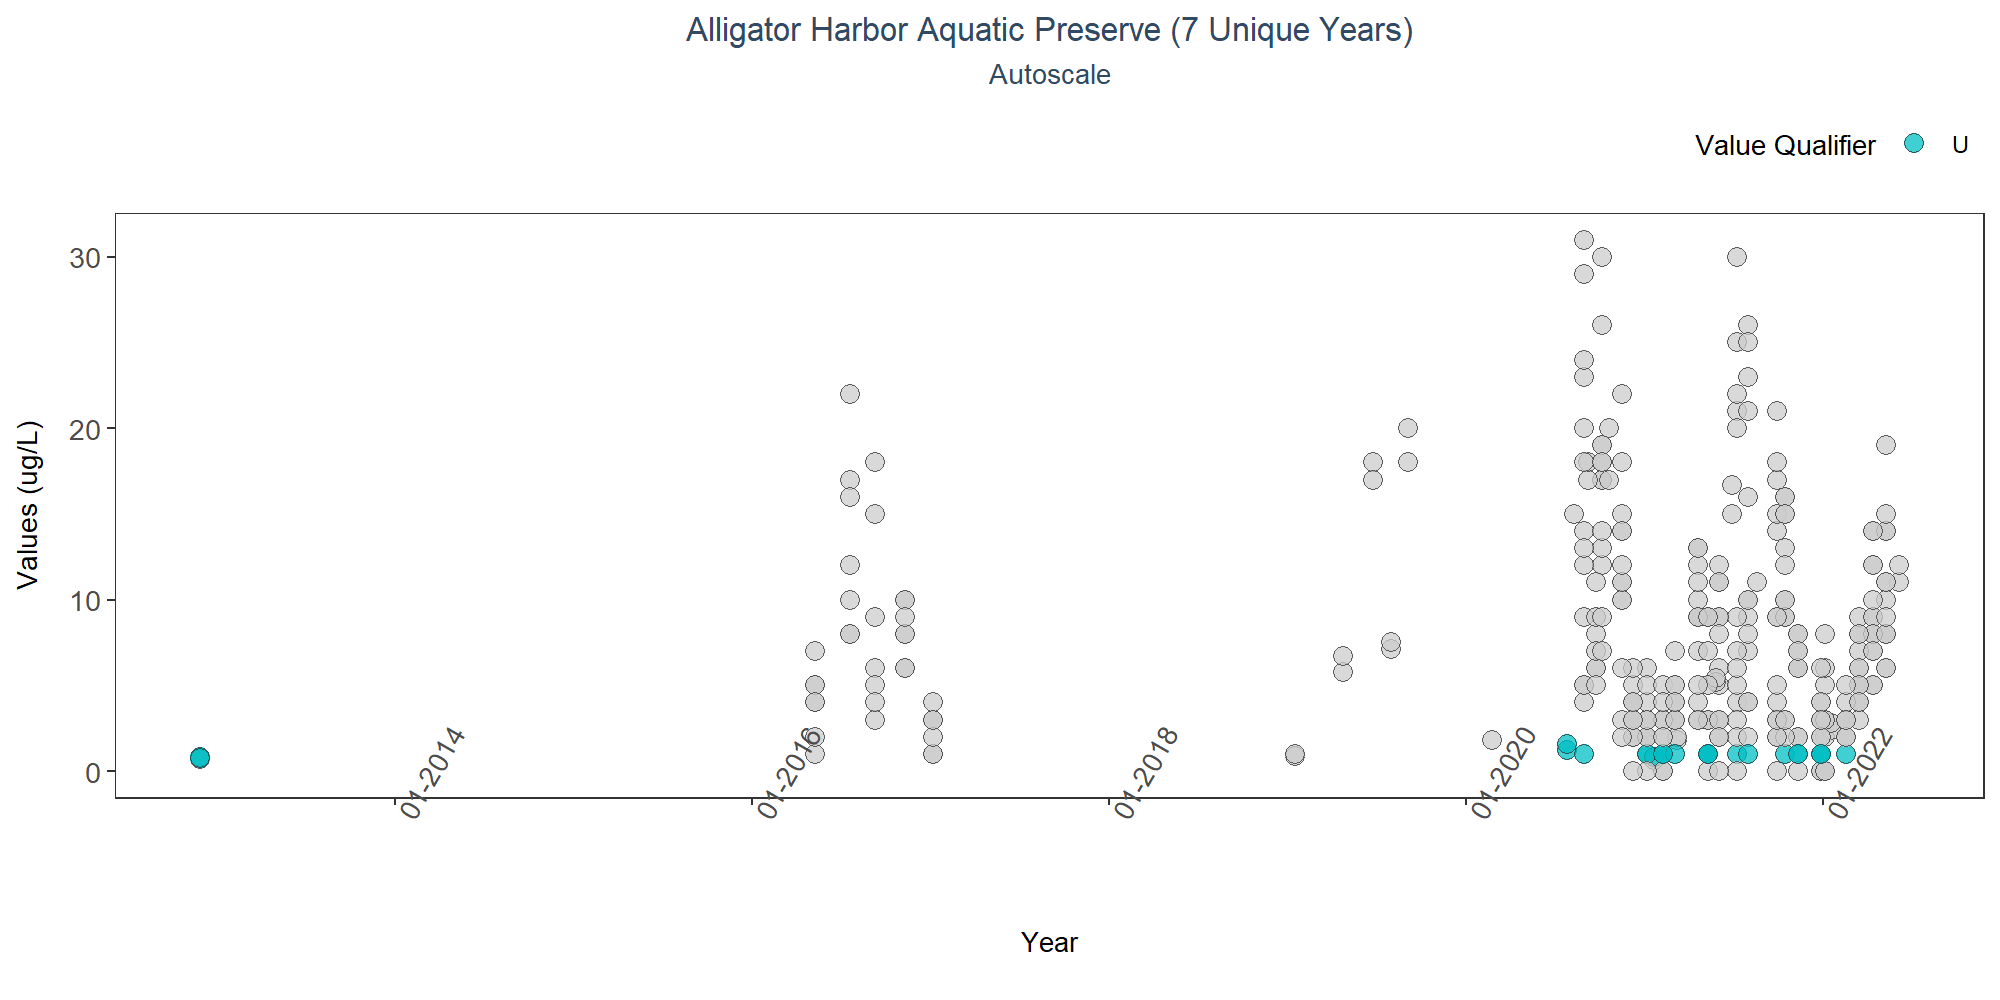 Alligator Harbor Aquatic Preserve (7 Unique Years)
Autoscale
Value Qualifier U
Values (ug/L)
30
20
10
0
01-2014
01-2016
01-2018
01-2020
01-2022
Year